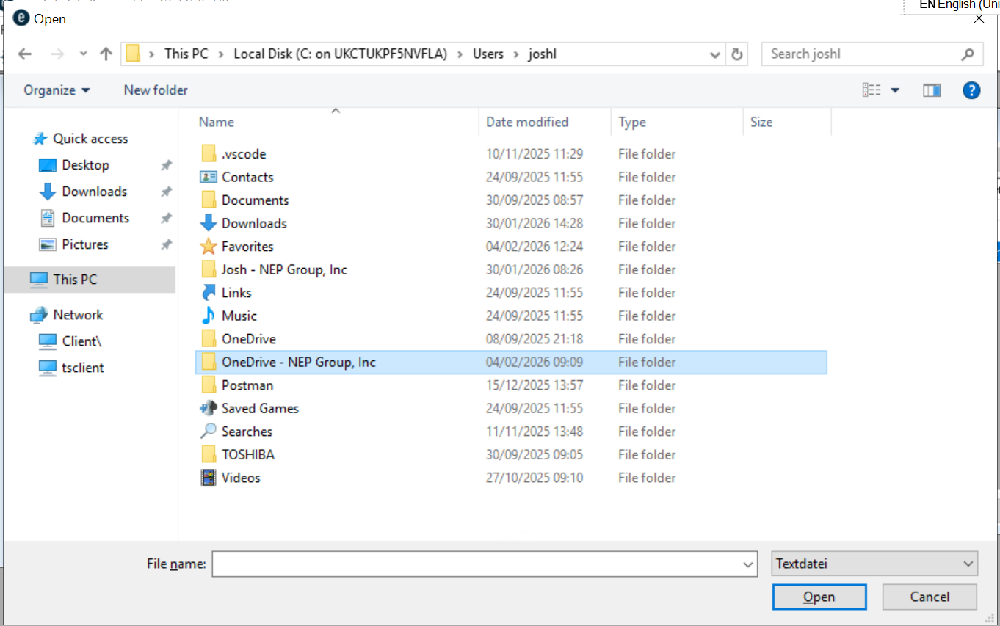 EN English (Uni
Open
This PC > Local Disk (C: on UKCTUKPF5NVFLA) > Users > joshl
Search joshl
Organize
New folder
Name
Date modified
Type
Size
Quick access
Desktop
Downloads
Documents
Pictures
This PC
Network
Client\
tsclient
.vscode 10/11/2025 11:29 File folder
Contacts 24/09/2025 11:55 File folder
Documents 30/09/2025 08:57 File folder
Downloads 30/01/2026 14:28 File folder
Favorites 04/02/2026 12:24 File folder
Josh - NEP Group, Inc 30/01/2026 08:26 File folder
Links 24/09/2025 11:55 File folder
Music 24/09/2025 11:55 File folder
OneDrive 08/09/2025 21:18 File folder
OneDrive - NEP Group, Inc 04/02/2026 09:09 File folder
Postman 15/12/2025 13:57 File folder
Saved Games 24/09/2025 11:55 File folder
Searches 11/11/2025 13:48 File folder
TOSHIBA 30/09/2025 09:05 File folder
Videos 27/10/2025 09:10 File folder
File name:
Textdatei
Open
Cancel